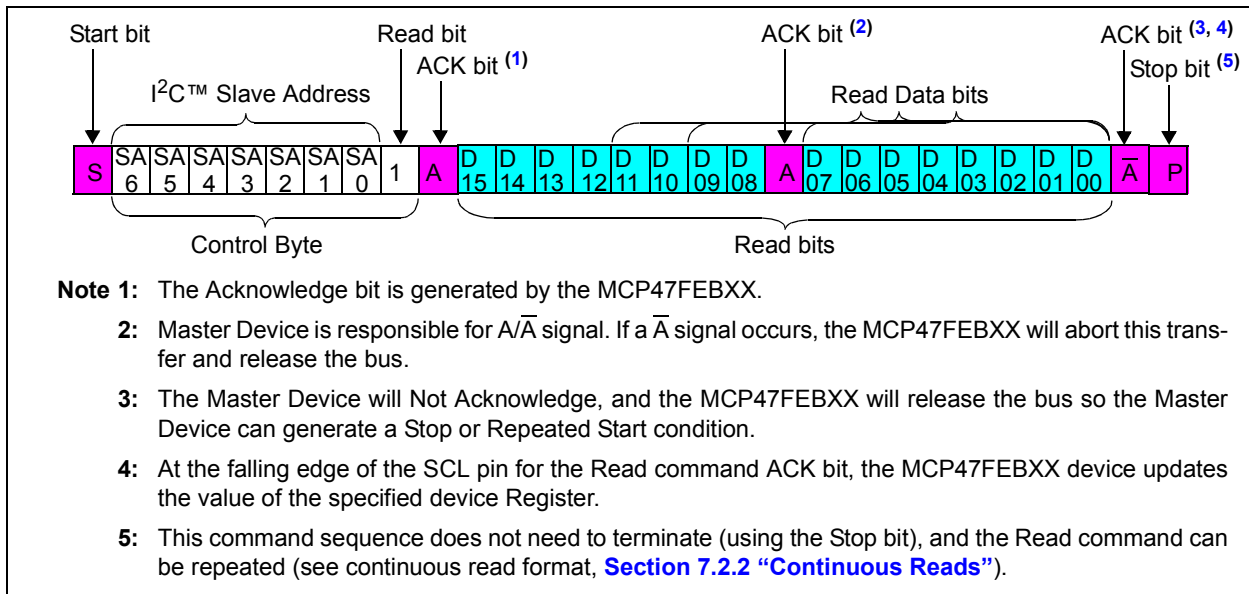 Start bit Read bit ACK bit (2) ACK bit (3, 4)
ACK bit (1) Stop bit (5)
I2C™ Slave Address Read Data bits
S SA 6 SA 5 SA 4 SA 3 SA 2 SA 1 SA 0 1 A D 15 D 14 D 13 D 12 D 11 D 10 D 09 D 08 A D 07 D 06 D 05 D 04 D 03 D 02 D 01 D 00 A̅ P
Control Byte Read bits
Note 1: The Acknowledge bit is generated by the MCP47FEBXX.
2: Master Device is responsible for A/A̅ signal. If a A̅ signal occurs, the MCP47FEBXX will abort this trans-
fer and release the bus.
3: The Master Device will Not Acknowledge, and the MCP47FEBXX will release the bus so the Master
Device can generate a Stop or Repeated Start condition.
4: At the falling edge of the SCL pin for the Read command ACK bit, the MCP47FEBXX device updates
the value of the specified device Register.
5: This command sequence does not need to terminate (using the Stop bit), and the Read command can
be repeated (see continuous read format, Section 7.2.2 “Continuous Reads”).